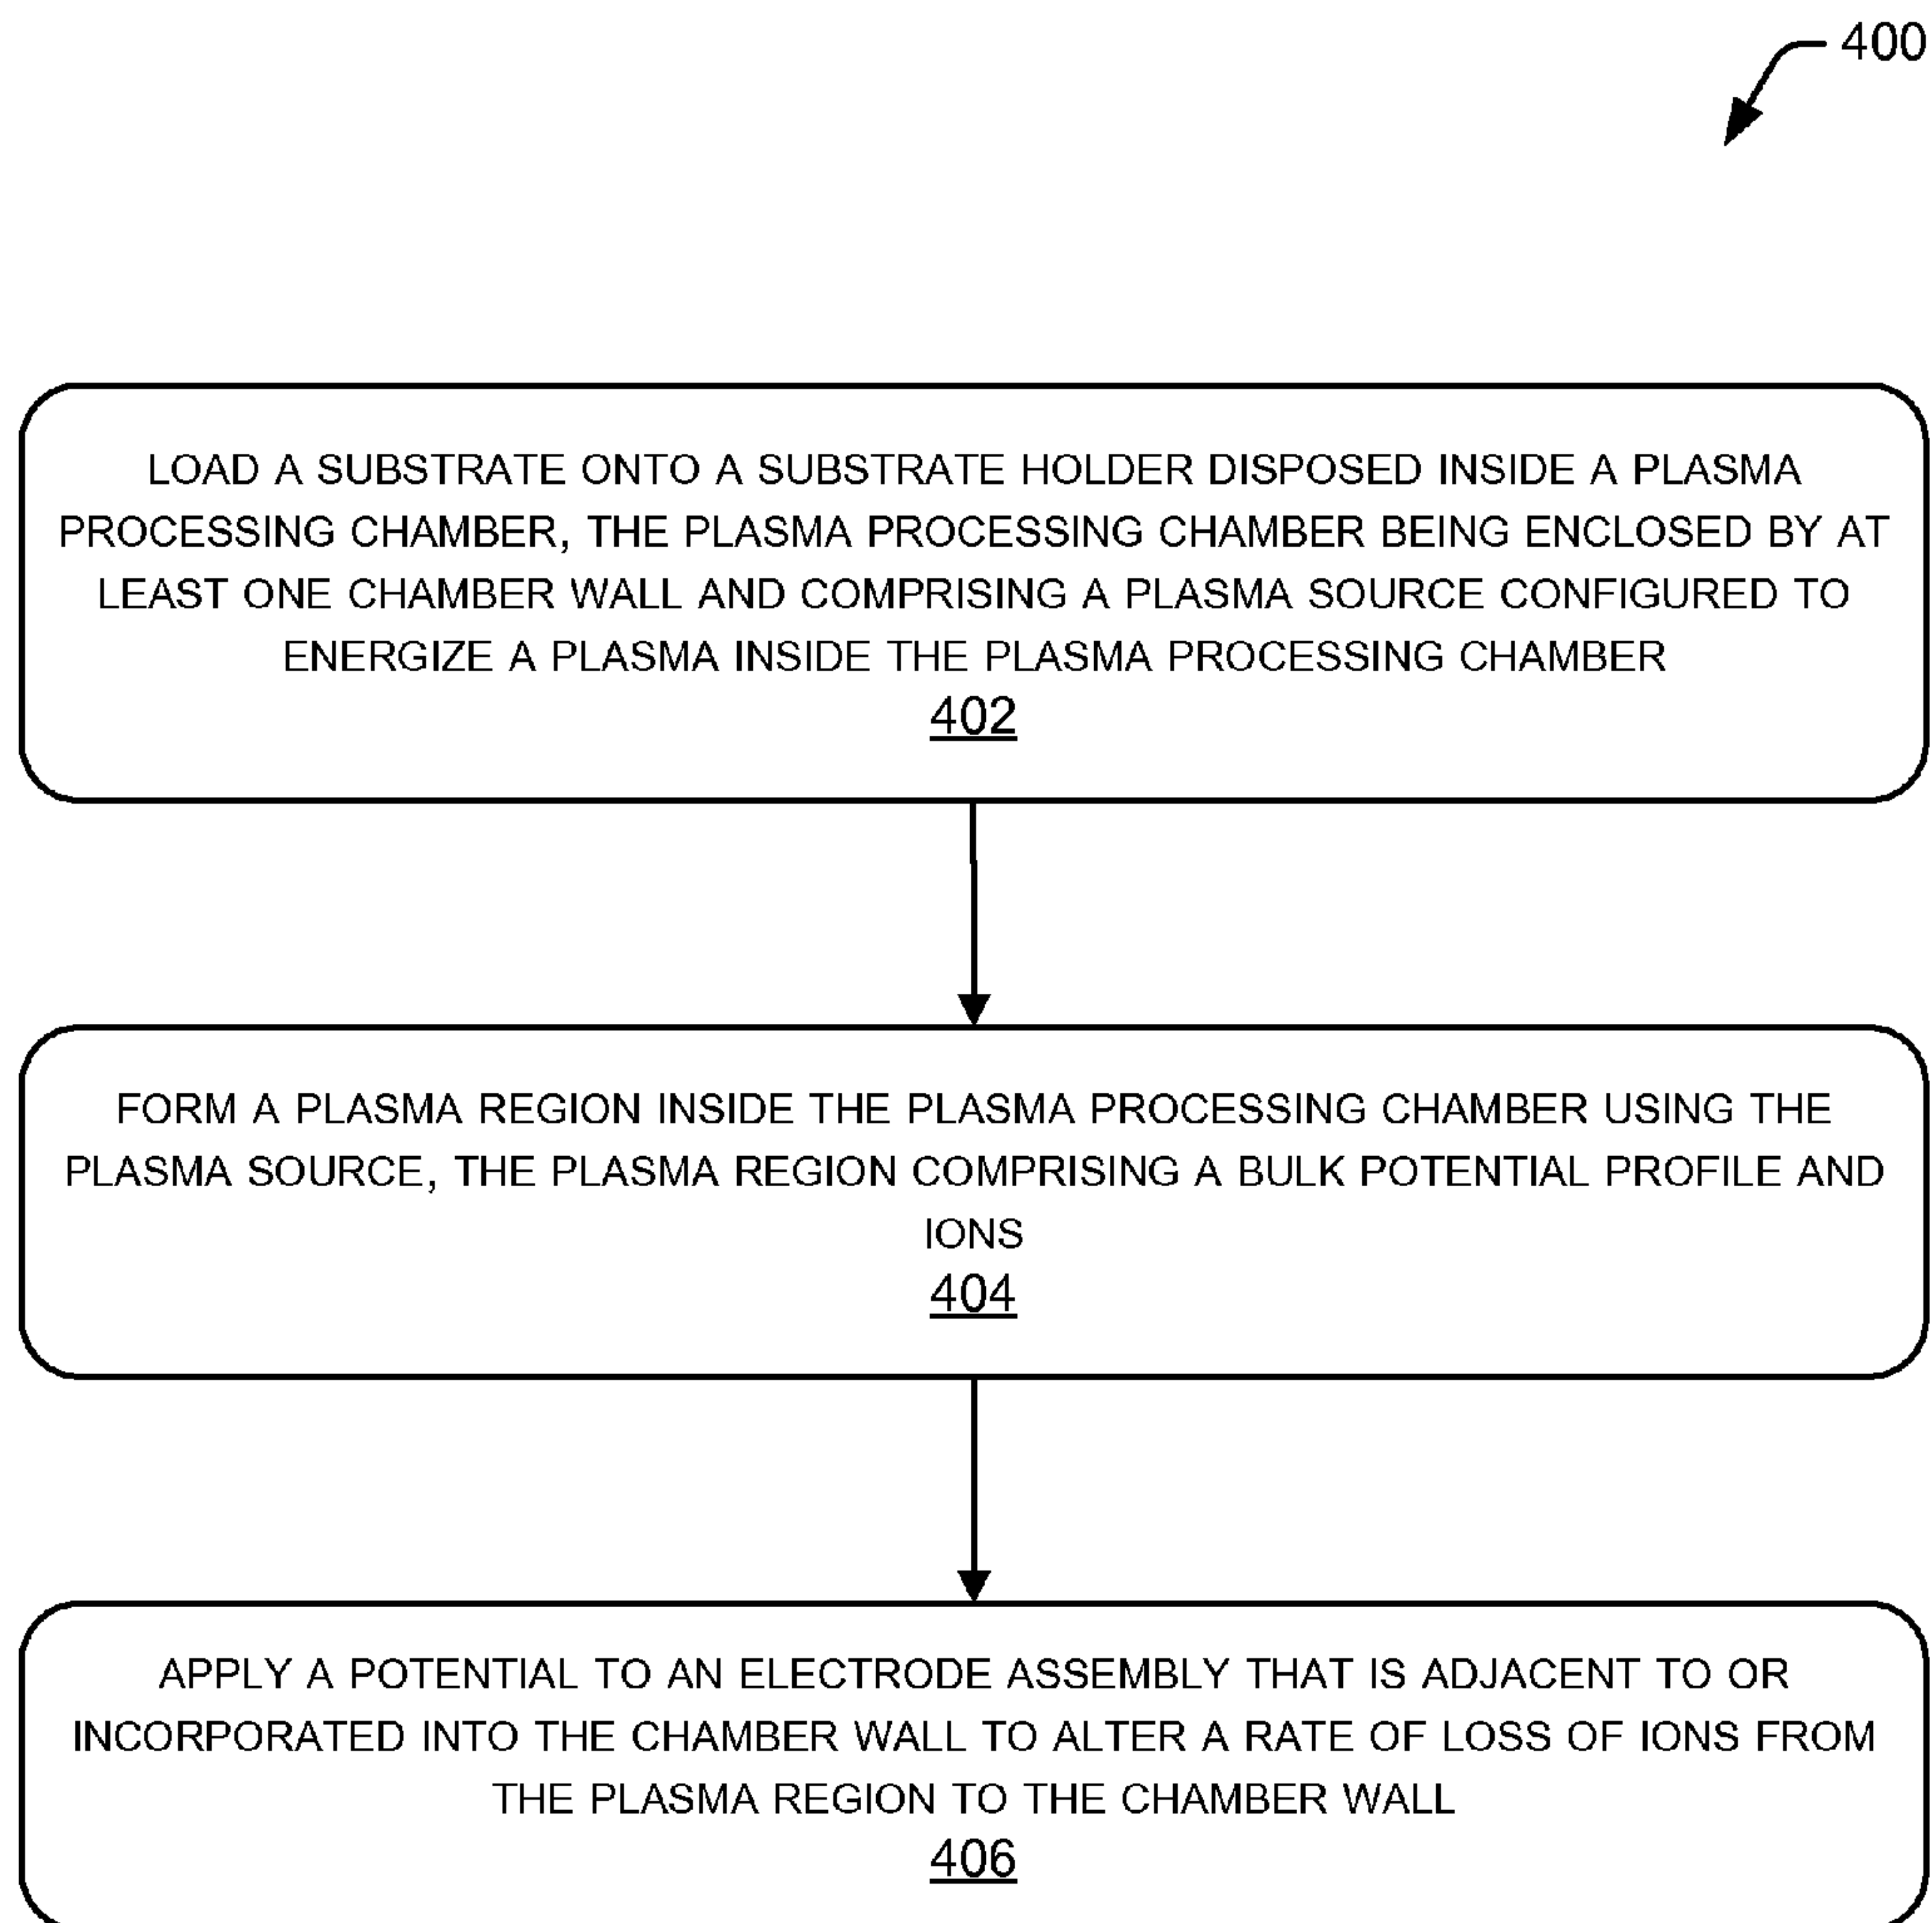 400
LOAD A SUBSTRATE ONTO A SUBSTRATE HOLDER DISPOSED INSIDE A PLASMA
PROCESSING CHAMBER, THE PLASMA PROCESSING CHAMBER BEING ENCLOSED BY AT
LEAST ONE CHAMBER WALL AND COMPRISING A PLASMA SOURCE CONFIGURED TO
ENERGIZE A PLASMA INSIDE THE PLASMA PROCESSING CHAMBER
402
FORM A PLASMA REGION INSIDE THE PLASMA PROCESSING CHAMBER USING THE
PLASMA SOURCE, THE PLASMA REGION COMPRISING A BULK POTENTIAL PROFILE AND
IONS
404
APPLY A POTENTIAL TO AN ELECTRODE ASSEMBLY THAT IS ADJACENT TO OR
INCORPORATED INTO THE CHAMBER WALL TO ALTER A RATE OF LOSS OF IONS FROM
THE PLASMA REGION TO THE CHAMBER WALL
406